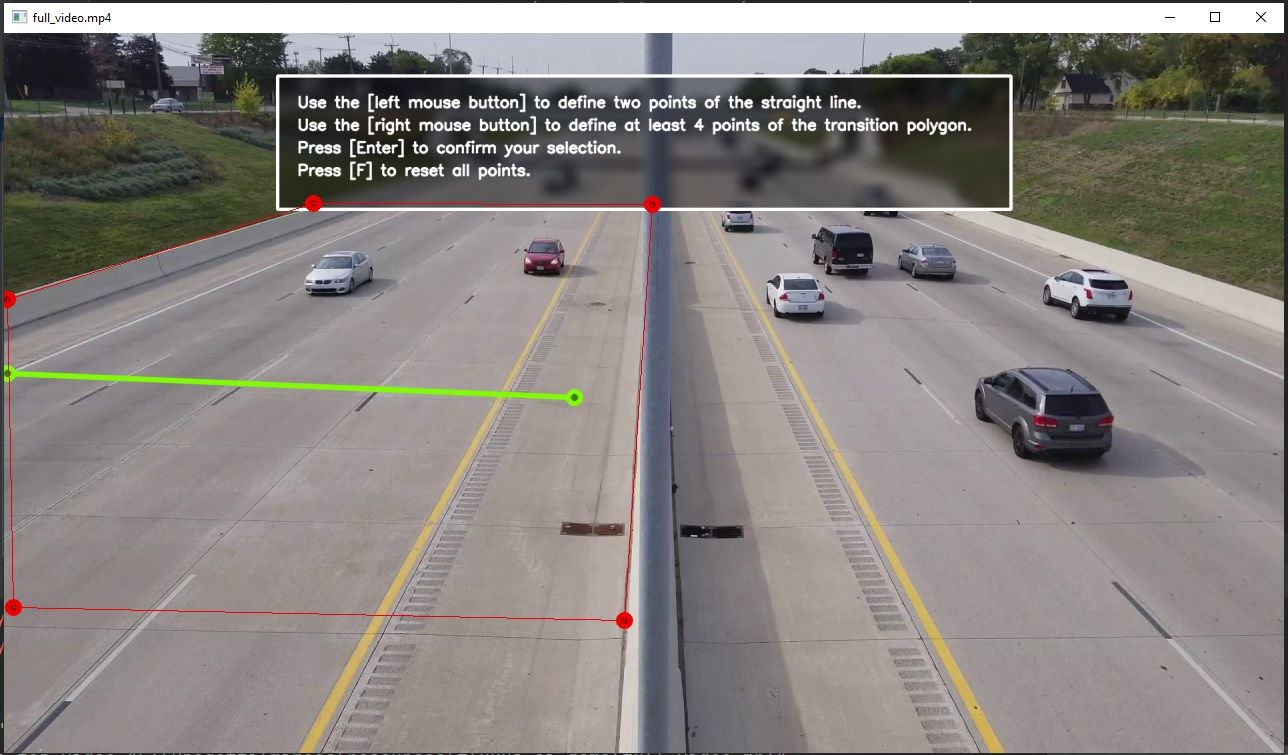 full_video.mp4
Use the [left mouse button] to define two points of the straight line.
Use the [right mouse button] to define at least 4 points of the transition polygon.
Press [Enter] to confirm your selection.
Press [F] to reset all points.